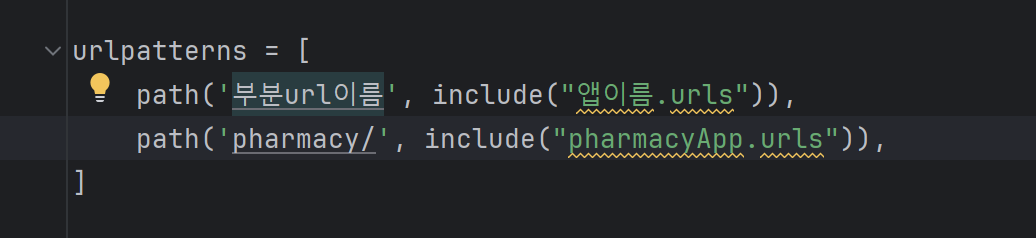 urlpatterns = [
    path('부분url이름', include("앱이름.urls")),
    path('pharmacy/', include("pharmacyApp.urls")),
]